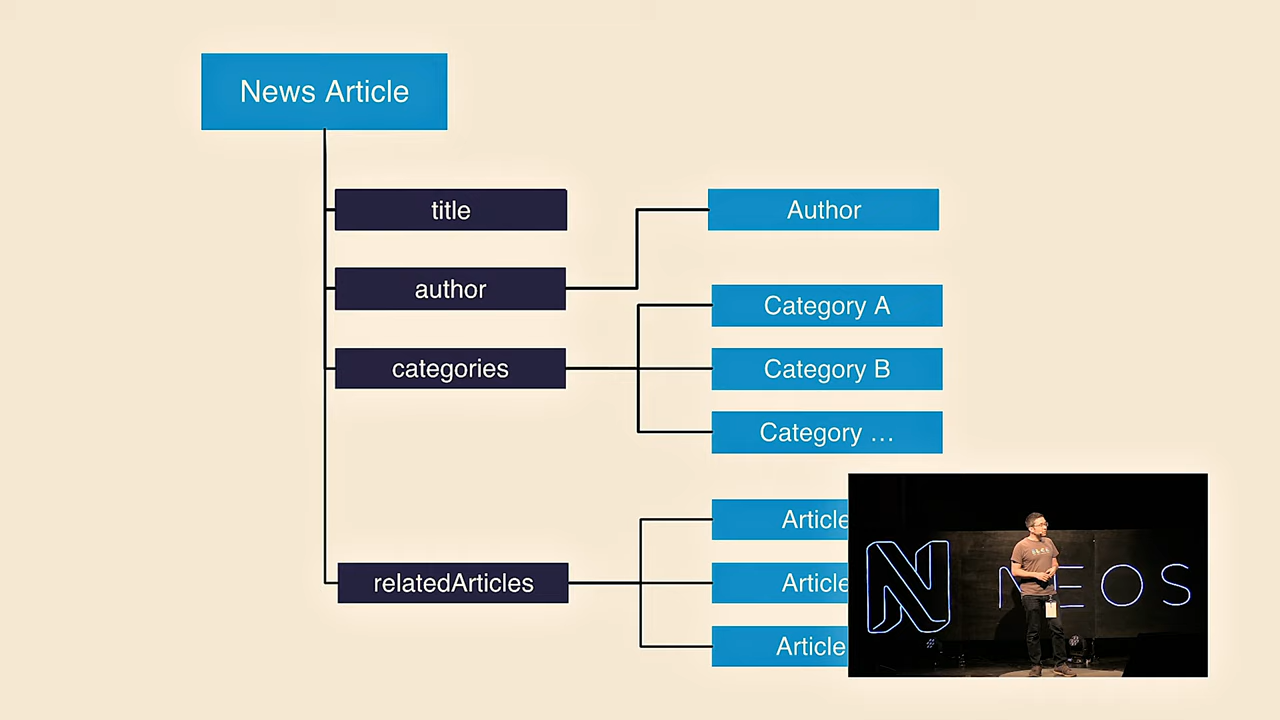 News Article
title
Author
author
Category A
categories
Category B
Category ...
Article
relatedArticles
Article
Article
NEOS